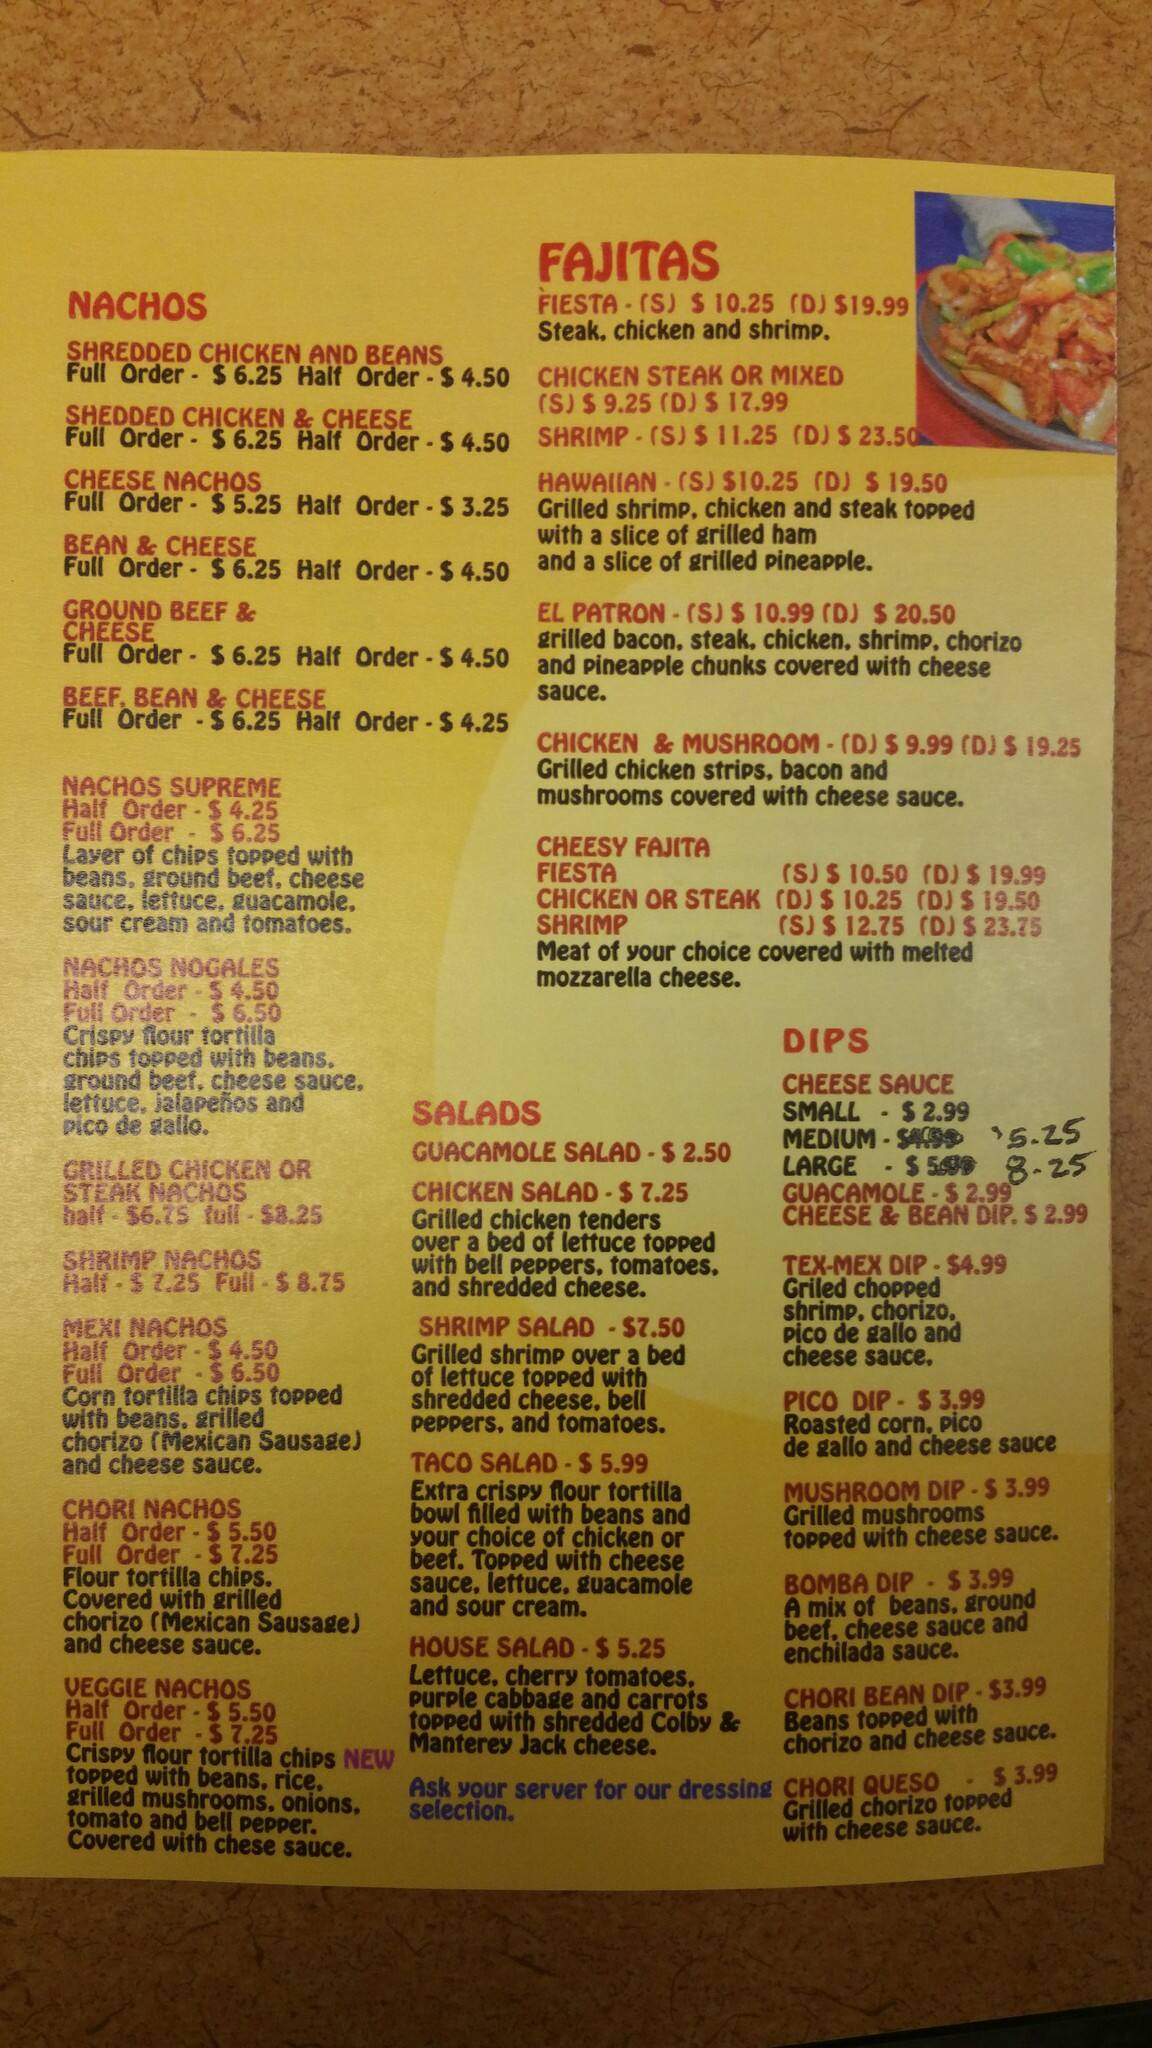 NACHOS
SHREDDED CHICKEN AND BEANS
Full Order - $ 6.25 Half Order - $ 4.50
SHEDDED CHICKEN & CHEESE
Full Order - $ 6.25 Half Order - $ 4.50
CHEESE NACHOS
Full Order - $ 5.25 Half Order - $ 3.25
BEAN & CHEESE
Full Order - $ 6.25 Half Order - $ 4.50
GROUND BEEF &
CHEESE
Full Order - $ 6.25 Half Order - $ 4.50
BEEF, BEAN & CHEESE
Full Order - $ 6.25 Half Order - $ 4.25
NACHOS SUPREME
Half Order - $ 4.25
Full Order - $ 6.25
Layer of chips topped with
beans, ground beef, cheese
sauce, lettuce, guacamole,
sour cream and tomatoes.
NACHOS NOGALES
Half Order - $ 4.50
Full Order - $ 6.50
Crispy flour tortilla
chips topped with beans,
ground beef, cheese sauce,
lettuce, jalapeños and
pico de gallo.
GRILLED CHICKEN OR
STEAK NACHOS
half - $6.75 full - $8.25
SHRIMP NACHOS
Half - $ 7.25 Full - $ 8.75
MEXI NACHOS
Half Order - $ 4.50
Full Order - $ 6.50
Corn tortilla chips topped
with beans, grilled
chorizo (Mexican Sausage)
and cheese sauce.
CHORI NACHOS
Half Order - $ 5.50
Full Order - $ 7.25
Flour tortilla chips.
Covered with grilled
chorizo (Mexican Sausage)
and cheese sauce.
VEGGIE NACHOS
Half Order - $ 5.50
Full Order - $ 7.25
Crispy flour tortilla chips NEW
topped with beans, rice,
grilled mushrooms, onions,
tomato and bell pepper.
Covered with chese sauce.
FAJITAS
FIESTA - (S) $ 10.25 (D) $19.99
Steak, chicken and shrimp.
CHICKEN STEAK OR MIXED
(S) $ 9.25 (D) $ 17.99
SHRIMP - (S) $ 11.25 (D) $ 23.50
HAWAIIAN - (S) $10.25 (D) $ 19.50
Grilled shrimp, chicken and steak topped
with a slice of grilled ham
and a slice of grilled pineapple.
EL PATRON - (S) $ 10.99 (D) $ 20.50
grilled bacon, steak, chicken, shrimp, chorizo
and pineapple chunks covered with cheese
sauce.
CHICKEN & MUSHROOM - (D) $ 9.99 (D) $ 19.25
Grilled chicken strips, bacon and
mushrooms covered with cheese sauce.
CHEESY FAJITA
FIESTA (S) $ 10.50 (D) $ 19.99
CHICKEN OR STEAK (D) $ 10.25 (D) $ 19.50
SHRIMP (S) $ 12.75 (D) $ 23.75
Meat of your choice covered with melted
mozzarella cheese.
SALADS
GUACAMOLE SALAD - $ 2.50
CHICKEN SALAD - $ 7.25
Grilled chicken tenders
over a bed of lettuce topped
with bell peppers, tomatoes,
and shredded cheese.
SHRIMP SALAD - $7.50
Grilled shrimp over a bed
of lettuce topped with
shredded cheese, bell
peppers, and tomatoes.
TACO SALAD - $ 5.99
Extra crispy flour tortilla
bowl filled with beans and
your choice of chicken or
beef. Topped with cheese
sauce, lettuce, guacamole
and sour cream.
HOUSE SALAD - $ 5.25
Lettuce, cherry tomatoes,
purple cabbage and carrots
topped with shredded Colby &
Manterey Jack cheese.
Ask your server for our dressing
selection.
DIPS
CHEESE SAUCE
SMALL - $ 2.99
MEDIUM - $ 5.25
LARGE - $ 8.25
GUACAMOLE - $ 2.99
CHEESE & BEAN DIP. $ 2.99
TEX-MEX DIP - $4.99
Griled chopped
shrimp, chorizo,
pico de gallo and
cheese sauce.
PICO DIP - $ 3.99
Roasted corn, pico
de gallo and cheese sauce
MUSHROOM DIP - $ 3.99
Grilled mushrooms
topped with cheese sauce.
BOMBA DIP - $ 3.99
A mix of beans, ground
beef, cheese sauce and
enchilada sauce.
CHORI BEAN DIP - $3.99
Beans topped with
chorizo and cheese sauce.
CHORI QUESO - $ 3.99
Grilled chorizo topped
with cheese sauce.